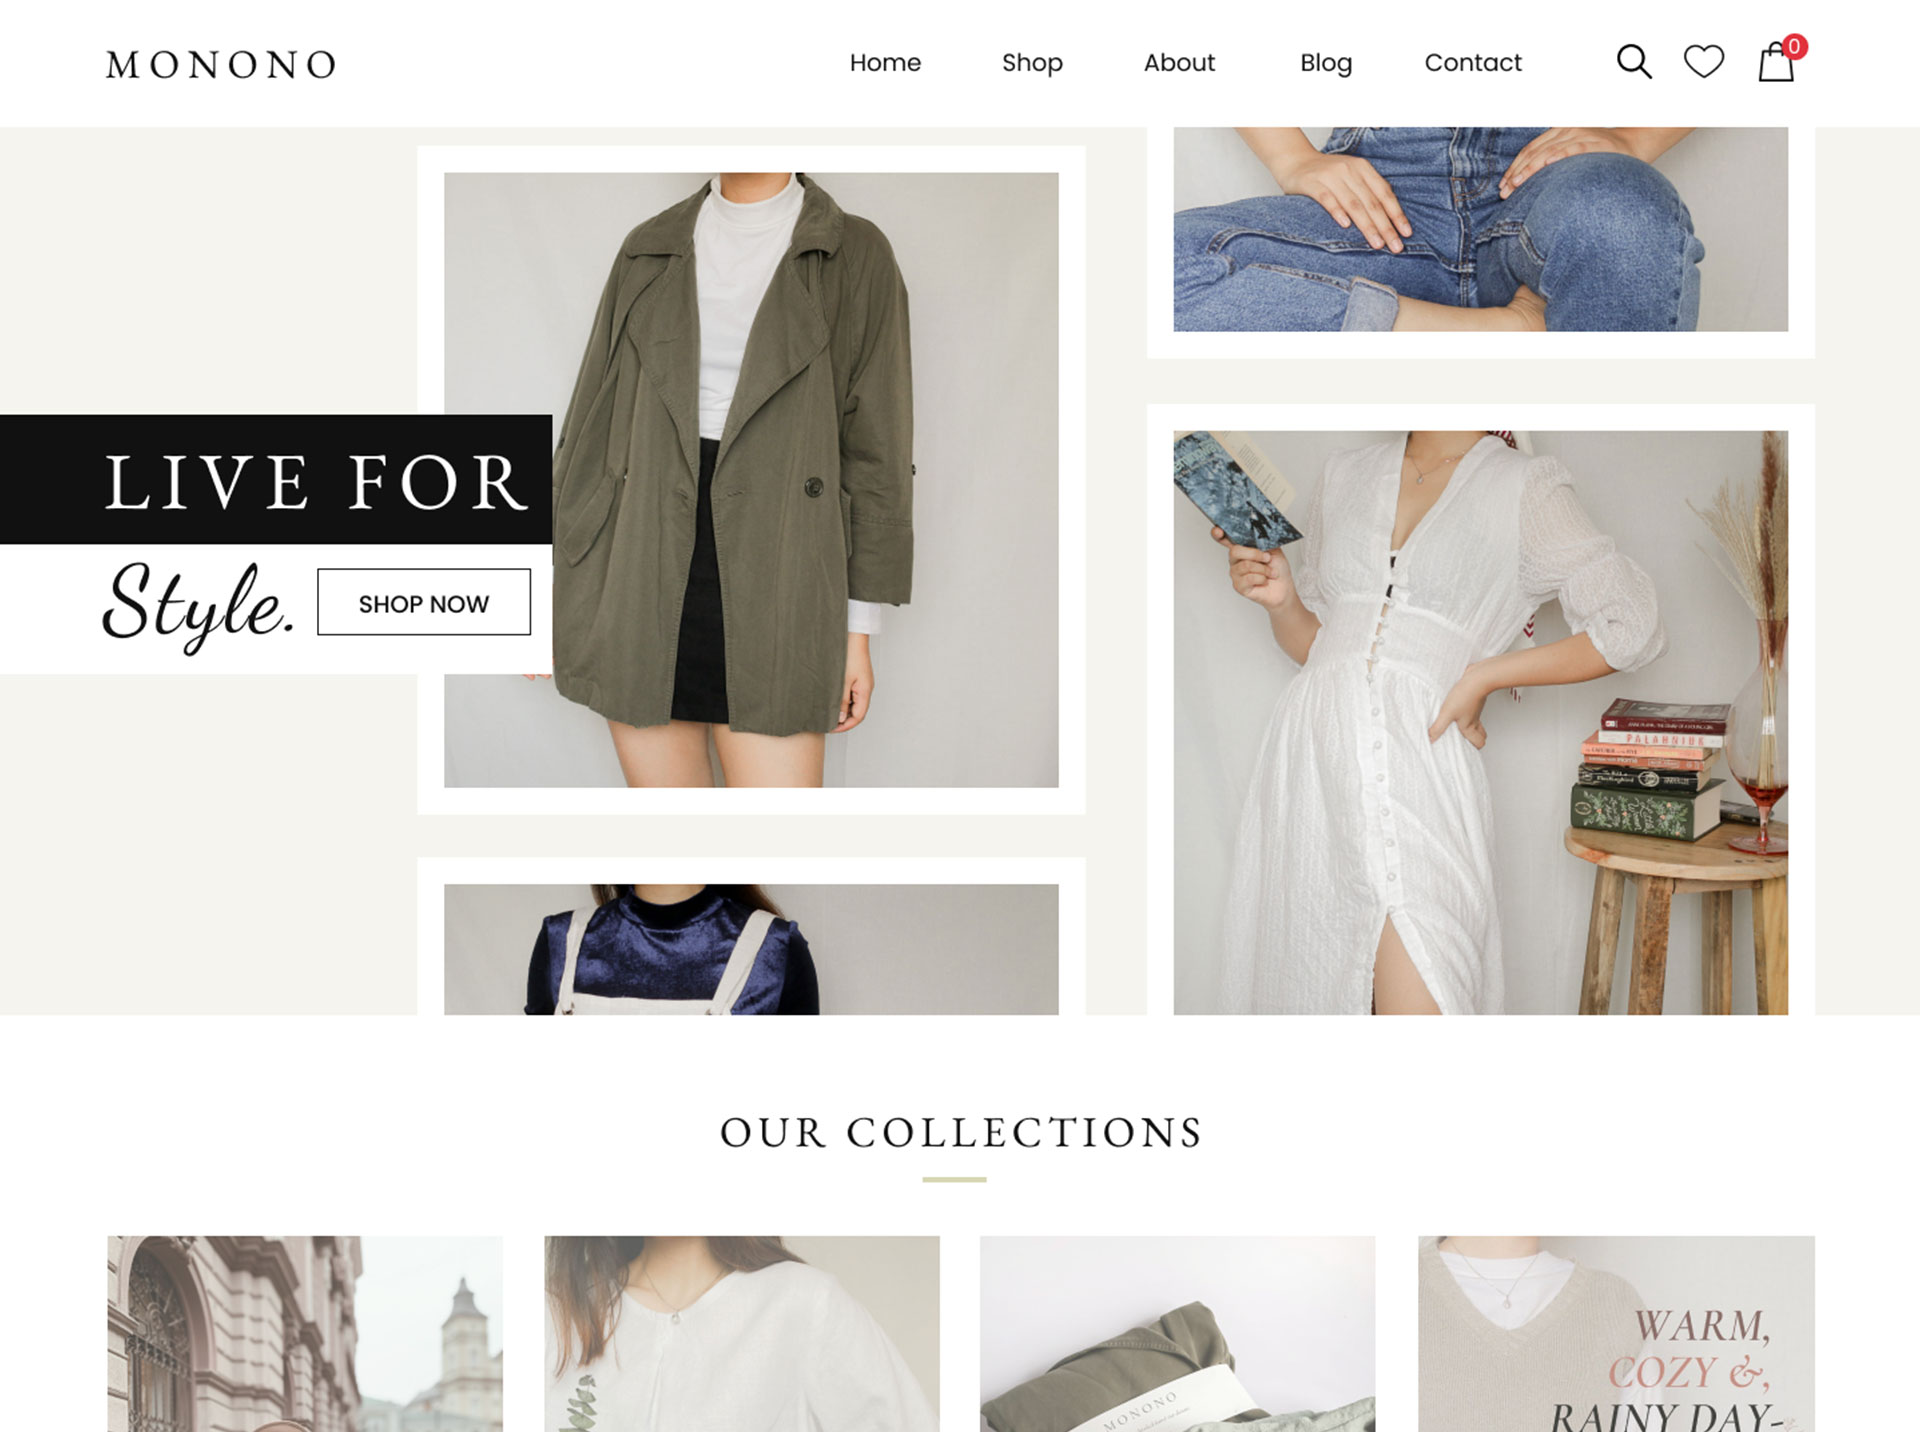 MONONO
Home
Shop
About
Blog
Contact
0
LIVE FOR
Style.
SHOP NOW
PALAHNIUK
OUR COLLECTIONS
MONONO
WARM,
COZY &,
RAINY DAY-